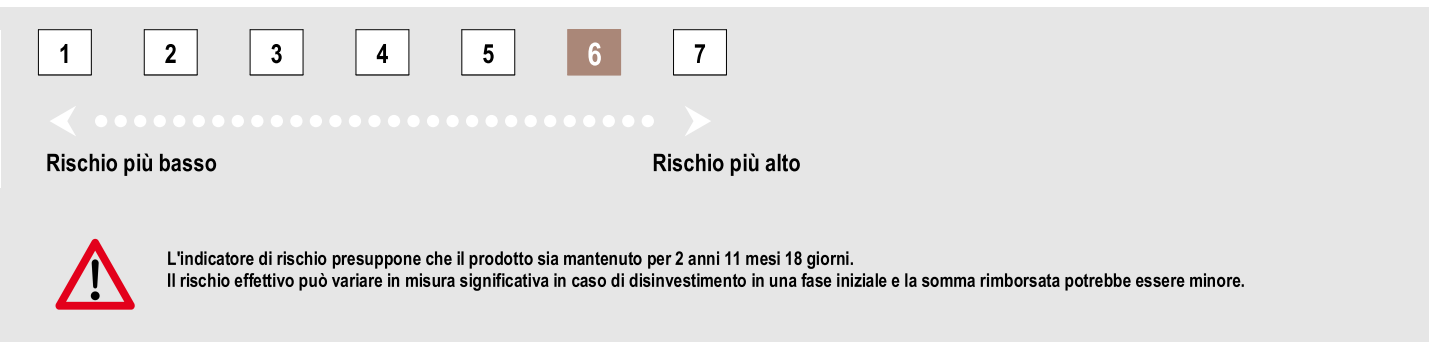 1 2 3 4 5 6 7
Rischio più basso Rischio più alto
L'indicatore di rischio presuppone che il prodotto sia mantenuto per 2 anni 11 mesi 18 giorni.
Il rischio effettivo può variare in misura significativa in caso di disinvestimento in una fase iniziale e la somma rimborsata potrebbe essere minore.